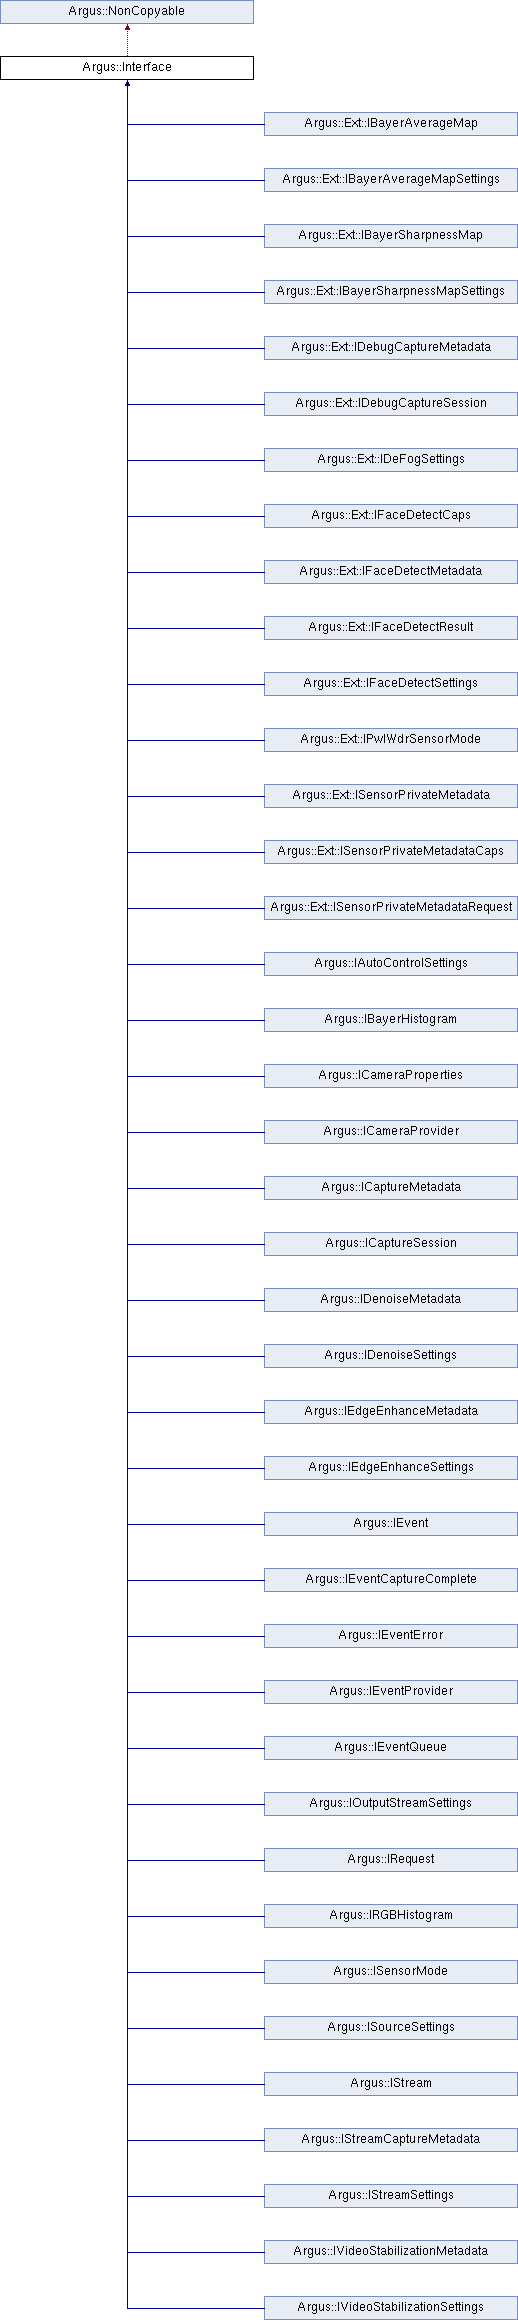 Argus::NonCopyable
Argus::Interface
Argus::Ext::IBayerAverageMap
Argus::Ext::IBayerAverageMapSettings
Argus::Ext::IBayerSharpnessMap
Argus::Ext::IBayerSharpnessMapSettings
Argus::Ext::IDebugCaptureMetadata
Argus::Ext::IDebugCaptureSession
Argus::Ext::IDeFogSettings
Argus::Ext::IFaceDetectCaps
Argus::Ext::IFaceDetectMetadata
Argus::Ext::IFaceDetectResult
Argus::Ext::IFaceDetectSettings
Argus::Ext::IPwlWdrSensorMode
Argus::Ext::ISensorPrivateMetadata
Argus::Ext::ISensorPrivateMetadataCaps
Argus::Ext::ISensorPrivateMetadataRequest
Argus::IAutoControlSettings
Argus::IBayerHistogram
Argus::ICameraProperties
Argus::ICameraProvider
Argus::ICaptureMetadata
Argus::ICaptureSession
Argus::IDenoiseMetadata
Argus::IDenoiseSettings
Argus::IEdgeEnhanceMetadata
Argus::IEdgeEnhanceSettings
Argus::IEvent
Argus::IEventCaptureComplete
Argus::IEventError
Argus::IEventProvider
Argus::IEventQueue
Argus::IOutputStreamSettings
Argus::IRequest
Argus::IRGBHistogram
Argus::ISensorMode
Argus::ISourceSettings
Argus::IStream
Argus::IStreamCaptureMetadata
Argus::IStreamSettings
Argus::IVideoStabilizationMetadata
Argus::IVideoStabilizationSettings